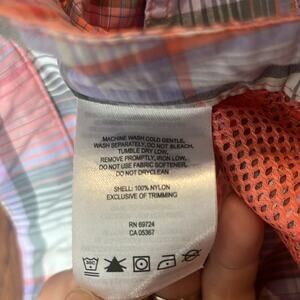 MACHINE WASH COLD GENTLE,
WASH SEPARATELY, DO NOT BLEACH,
TUMBLE DRY LOW,
REMOVE PROMPTLY, IRON LOW,
DO NOT USE FABRIC SOFTENER,
DO NOT DRYCLEAN
SHELL: 100% NYLON
EXCLUSIVE OF TRIMMING
RN 69724
CA 05367
30C